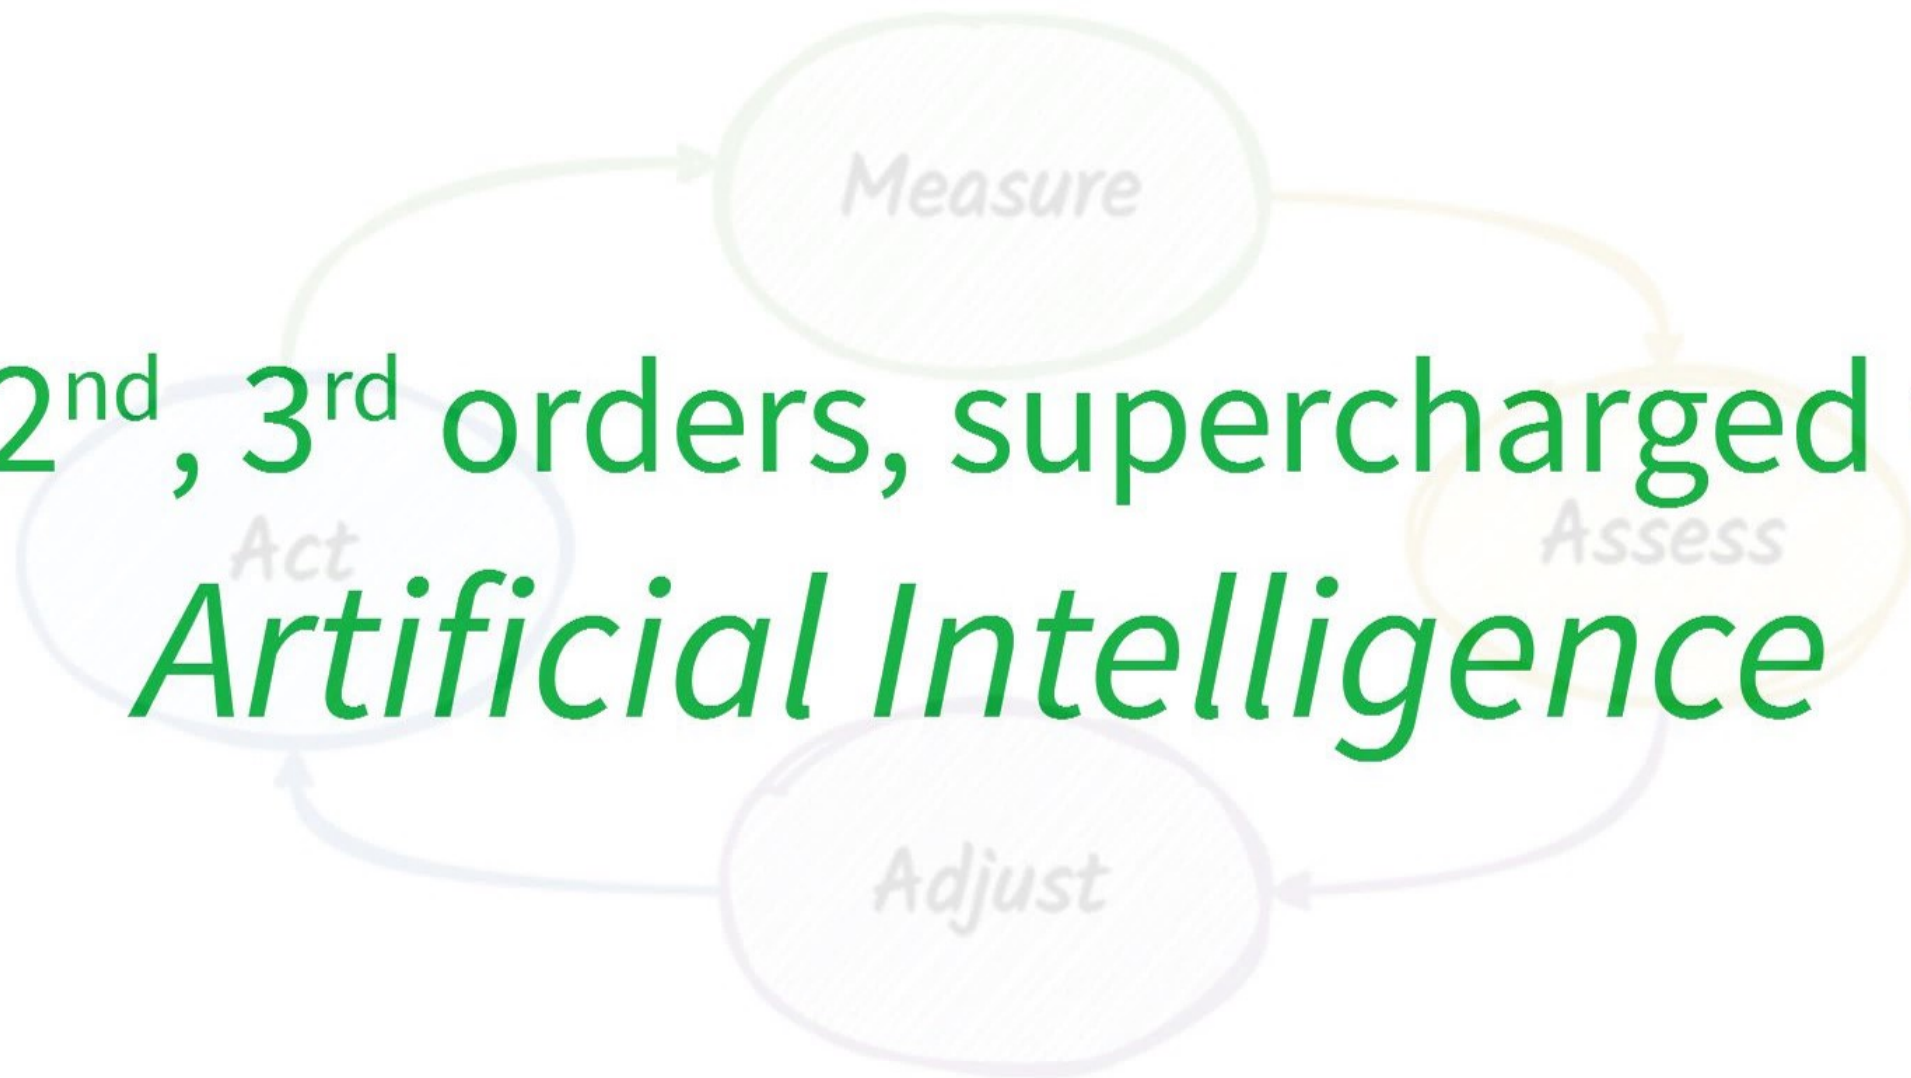 Measure
2nd, 3rd orders, supercharged
Act
Assess
Artificial Intelligence
Adjust